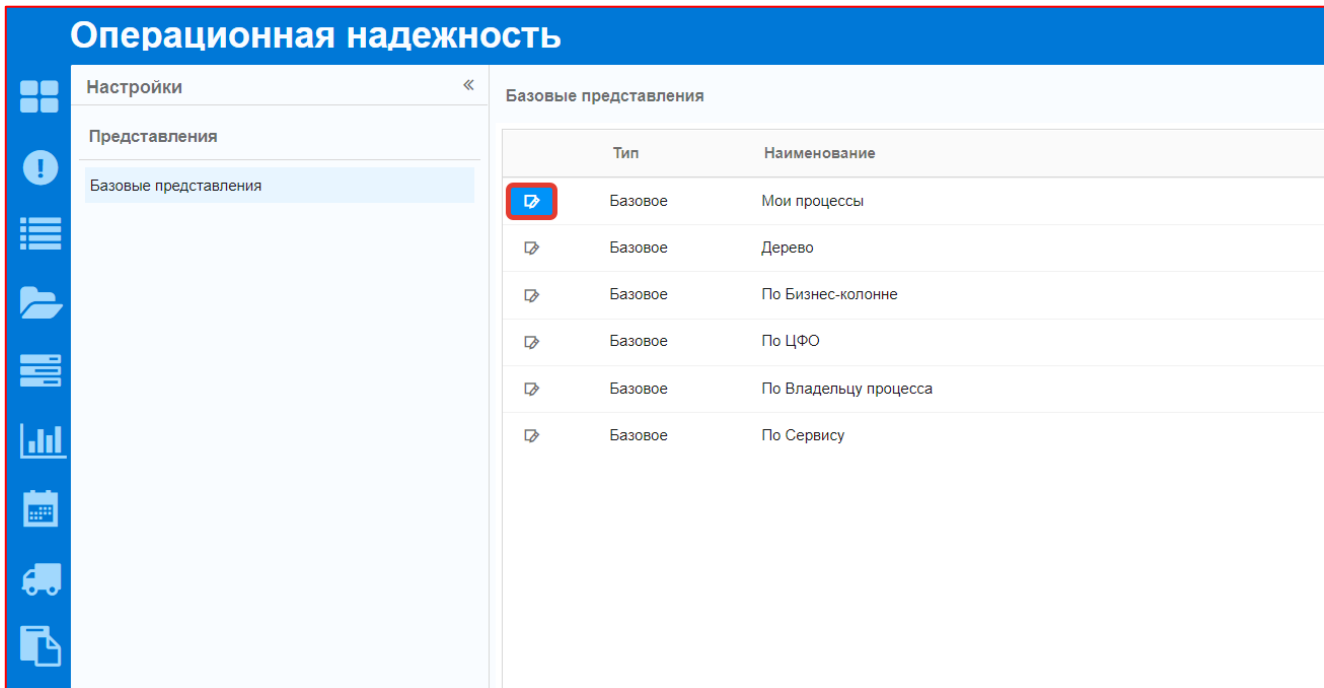 Операционная надежность
Настройки
Представления
Базовые представления
Базовые представления
Тип Наименование
Базовое Мои процессы
Базовое Дерево
Базовое По Бизнес-колонне
Базовое По ЦФО
Базовое По Владельцу процесса
Базовое По Сервису